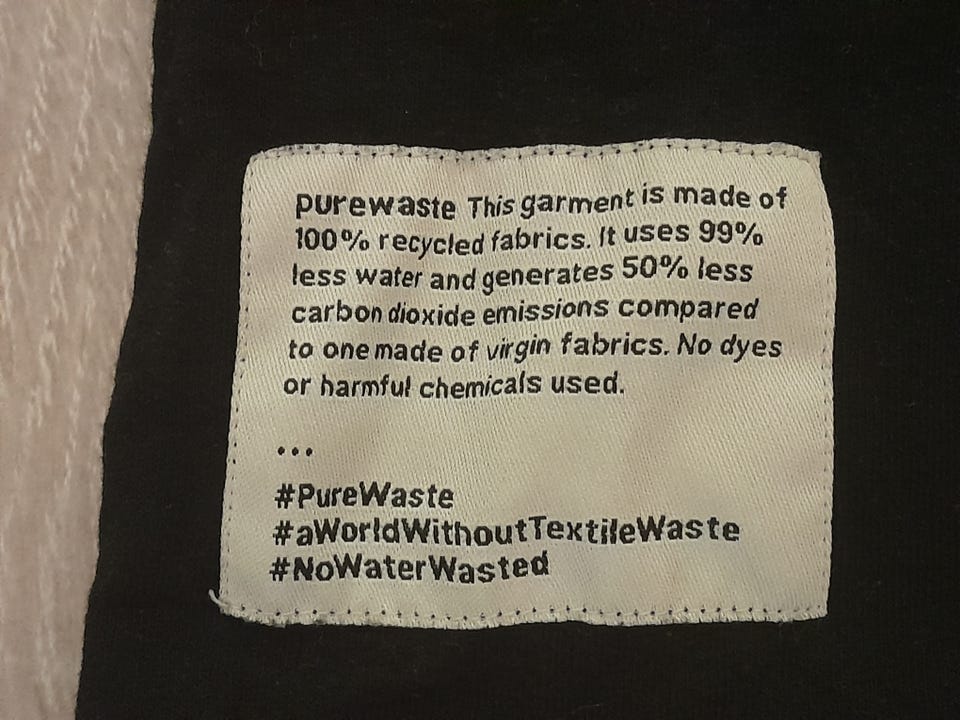 purewaste This garment is made of
100% recycled fabrics. It uses 99%
less water and generates 50% less
carbon dioxide emissions compared
to one made of virgin fabrics. No dyes
or harmful chemicals used.
...
#PureWaste
#aWorldWithoutTextileWaste
#NoWaterWasted